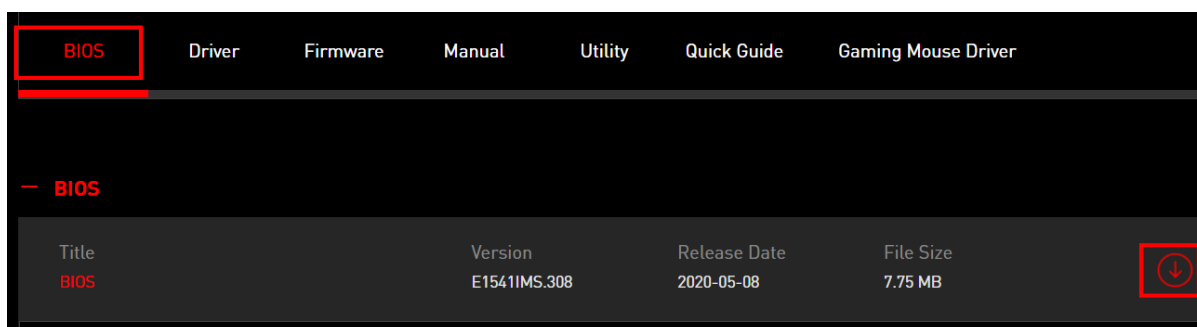 BIOS Driver Firmware Manual Utility Quick Guide Gaming Mouse Driver
— BIOS
Title Version Release Date File Size
BIOS E1541IMS.308 2020-05-08 7.75 MB